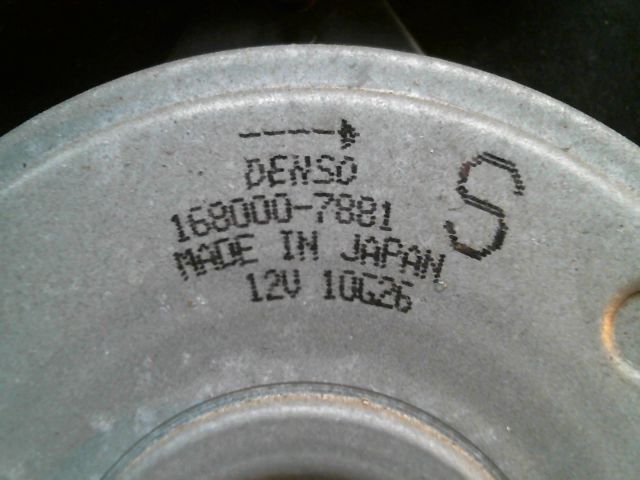 DENSO
168000-7881
MADE IN JAPAN
12V 10G26
S